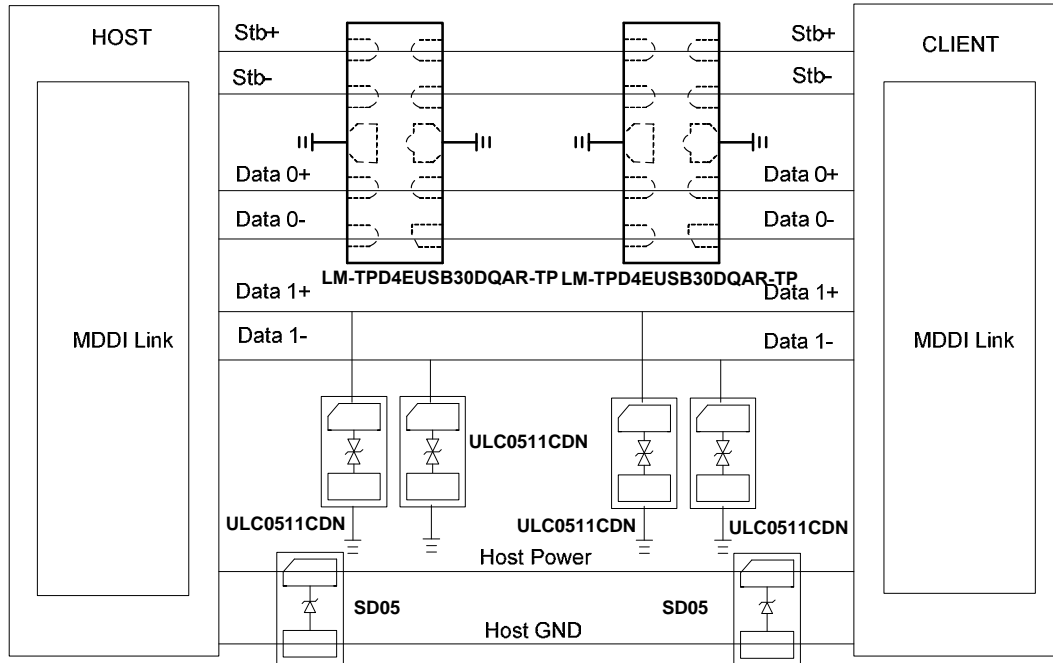 HOST
Stb+
Stb+
CLIENT
Stb-
Stb-
Data 0+
Data 0+
Data 0-
Data 0-
LM-TPD4EUSB30DQAR-TP
LM-TPD4EUSB30DQAR-TP
Data 1+
Data 1+
MDDI Link
Data 1-
Data 1-
MDDI Link
ULC0511CDN
ULC0511CDN
ULC0511CDN
ULC0511CDN
Host Power
SD05
SD05
Host GND